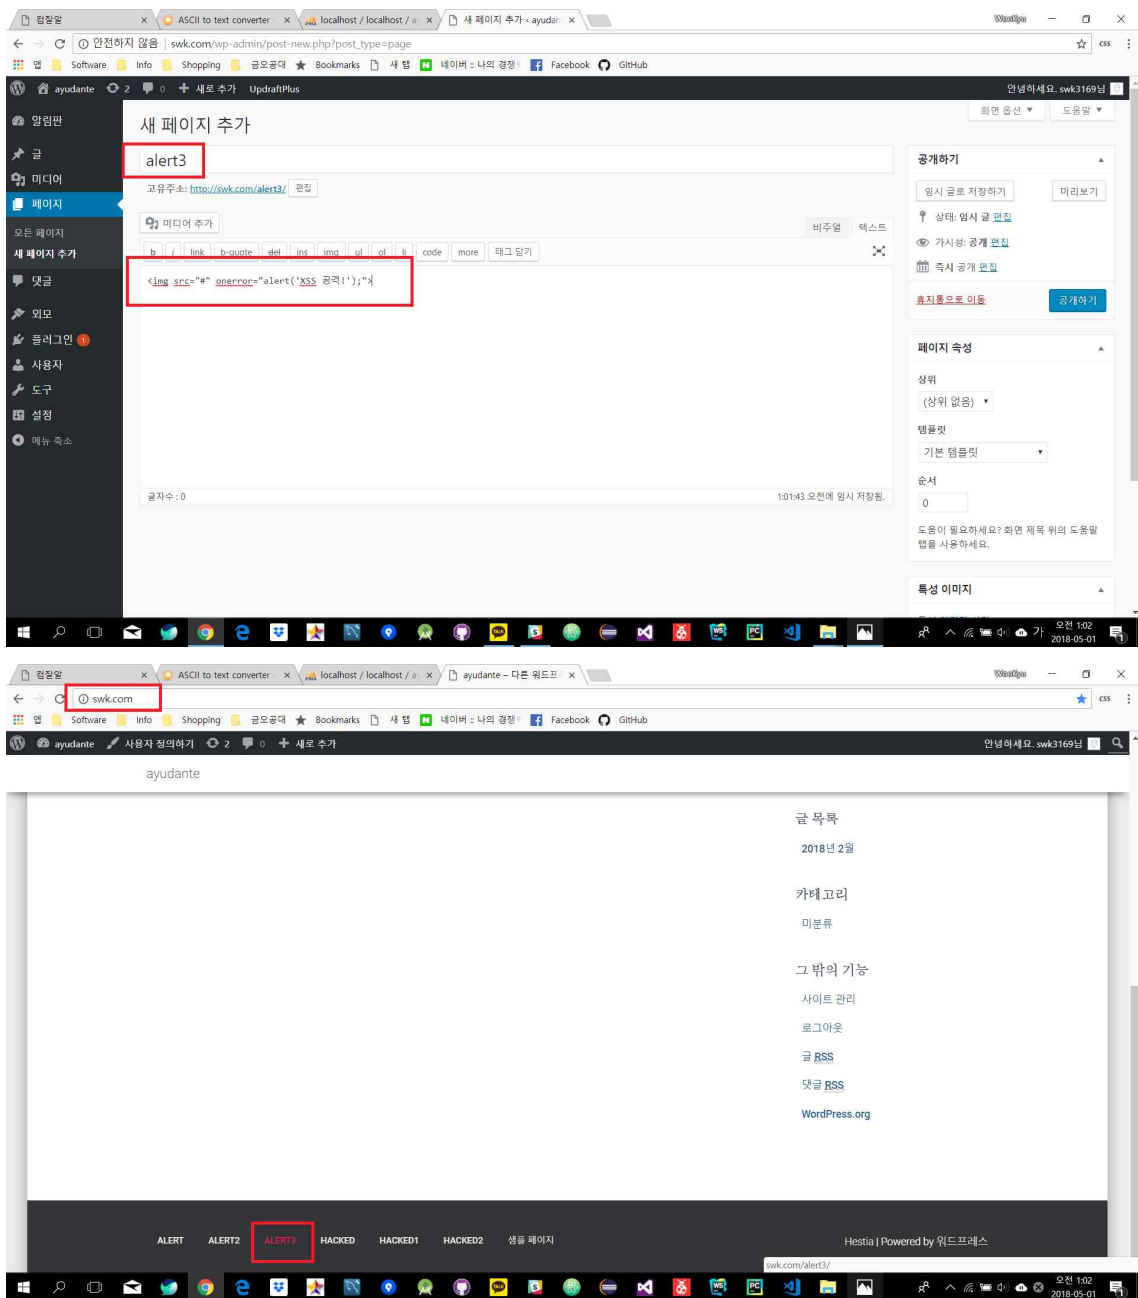 컴잘알
ASCII to text converter
localhost / localhost / a
새 페이지 추가 ‹ ayudan
WooKyu
안전하지 않음 | swk.com/wp-admin/post-new.php?post_type=page
css
앱 Software Info Shopping 금오공대 Bookmarks 새 탭 네이버 :: 나의 경쟁 Facebook GitHub
ayudante 2 0 새로 추가 UpdraftPlus
안녕하세요. swk3169님
화면 옵션 ▼ 도움말 ▼
알림판
글
미디어
페이지
모든 페이지
새 페이지 추가
댓글
외모
플러그인 1
사용자
도구
설정
메뉴 축소
새 페이지 추가
alert3
고유주소: http://swk.com/alert3/ 편집
미디어 추가
비주얼 텍스트
b i link b-quote del ins img ul ol li code more 태그 닫기
<img src="#" onerror="alert('XSS 공격!');">
글자수 : 0
1:01:43 오전에 임시 저장됨.
공개하기
임시 글로 저장하기 미리보기
상태: 임시 글 편집
가시성: 공개 편집
즉시 공개 편집
휴지통으로 이동 공개하기
페이지 속성
상위
(상위 없음)
템플릿
기본 템플릿
순서
0
도움이 필요하세요? 화면 제목 위의 도움말
탭을 사용하세요.
특성 이미지
가 오전 1:02
2018-05-01
컴잘알
ASCII to text converter
localhost / localhost / a
ayudante – 다른 워드프
WooKyu
swk.com
css
앱 Software Info Shopping 금오공대 Bookmarks 새 탭 네이버 :: 나의 경쟁 Facebook GitHub
ayudante 사용자 정의하기 2 0 새로 추가
안녕하세요. swk3169님
ayudante
글 목록
2018년 2월
카테고리
미분류
그 밖의 기능
사이트 관리
로그아웃
글 RSS
댓글 RSS
WordPress.org
ALERT ALERT2 ALERT3 HACKED HACKED1 HACKED2 샘플 페이지
Hestia | Powered by 워드프레스
swk.com/alert3/
가 오전 1:02
2018-05-01